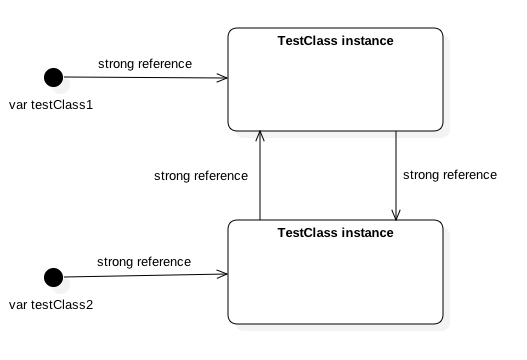 TestClass instance
strong reference
var testClass1
strong reference
strong reference
TestClass instance
strong reference
var testClass2